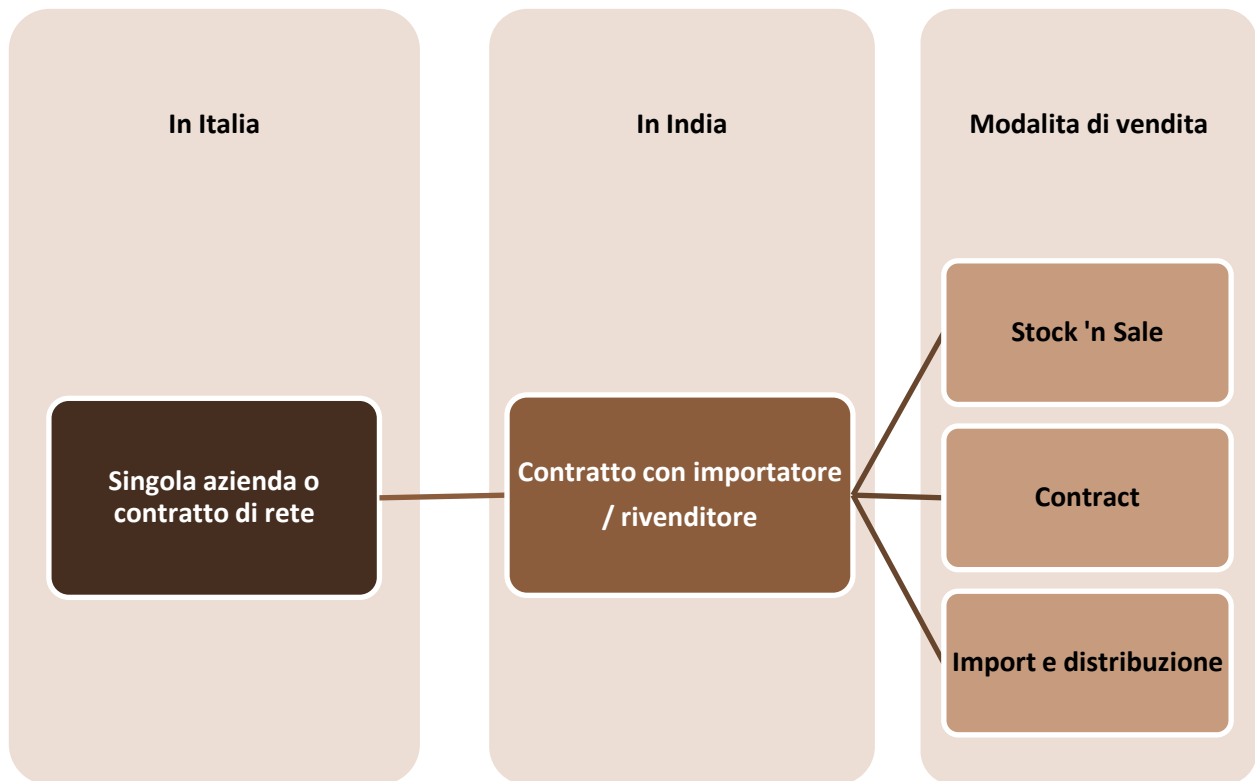 In Italia
In India
Modalita di vendita
Singola azienda o
contratto di rete
Contratto con importatore
/ rivenditore
Stock 'n Sale
Contract
Import e distribuzione